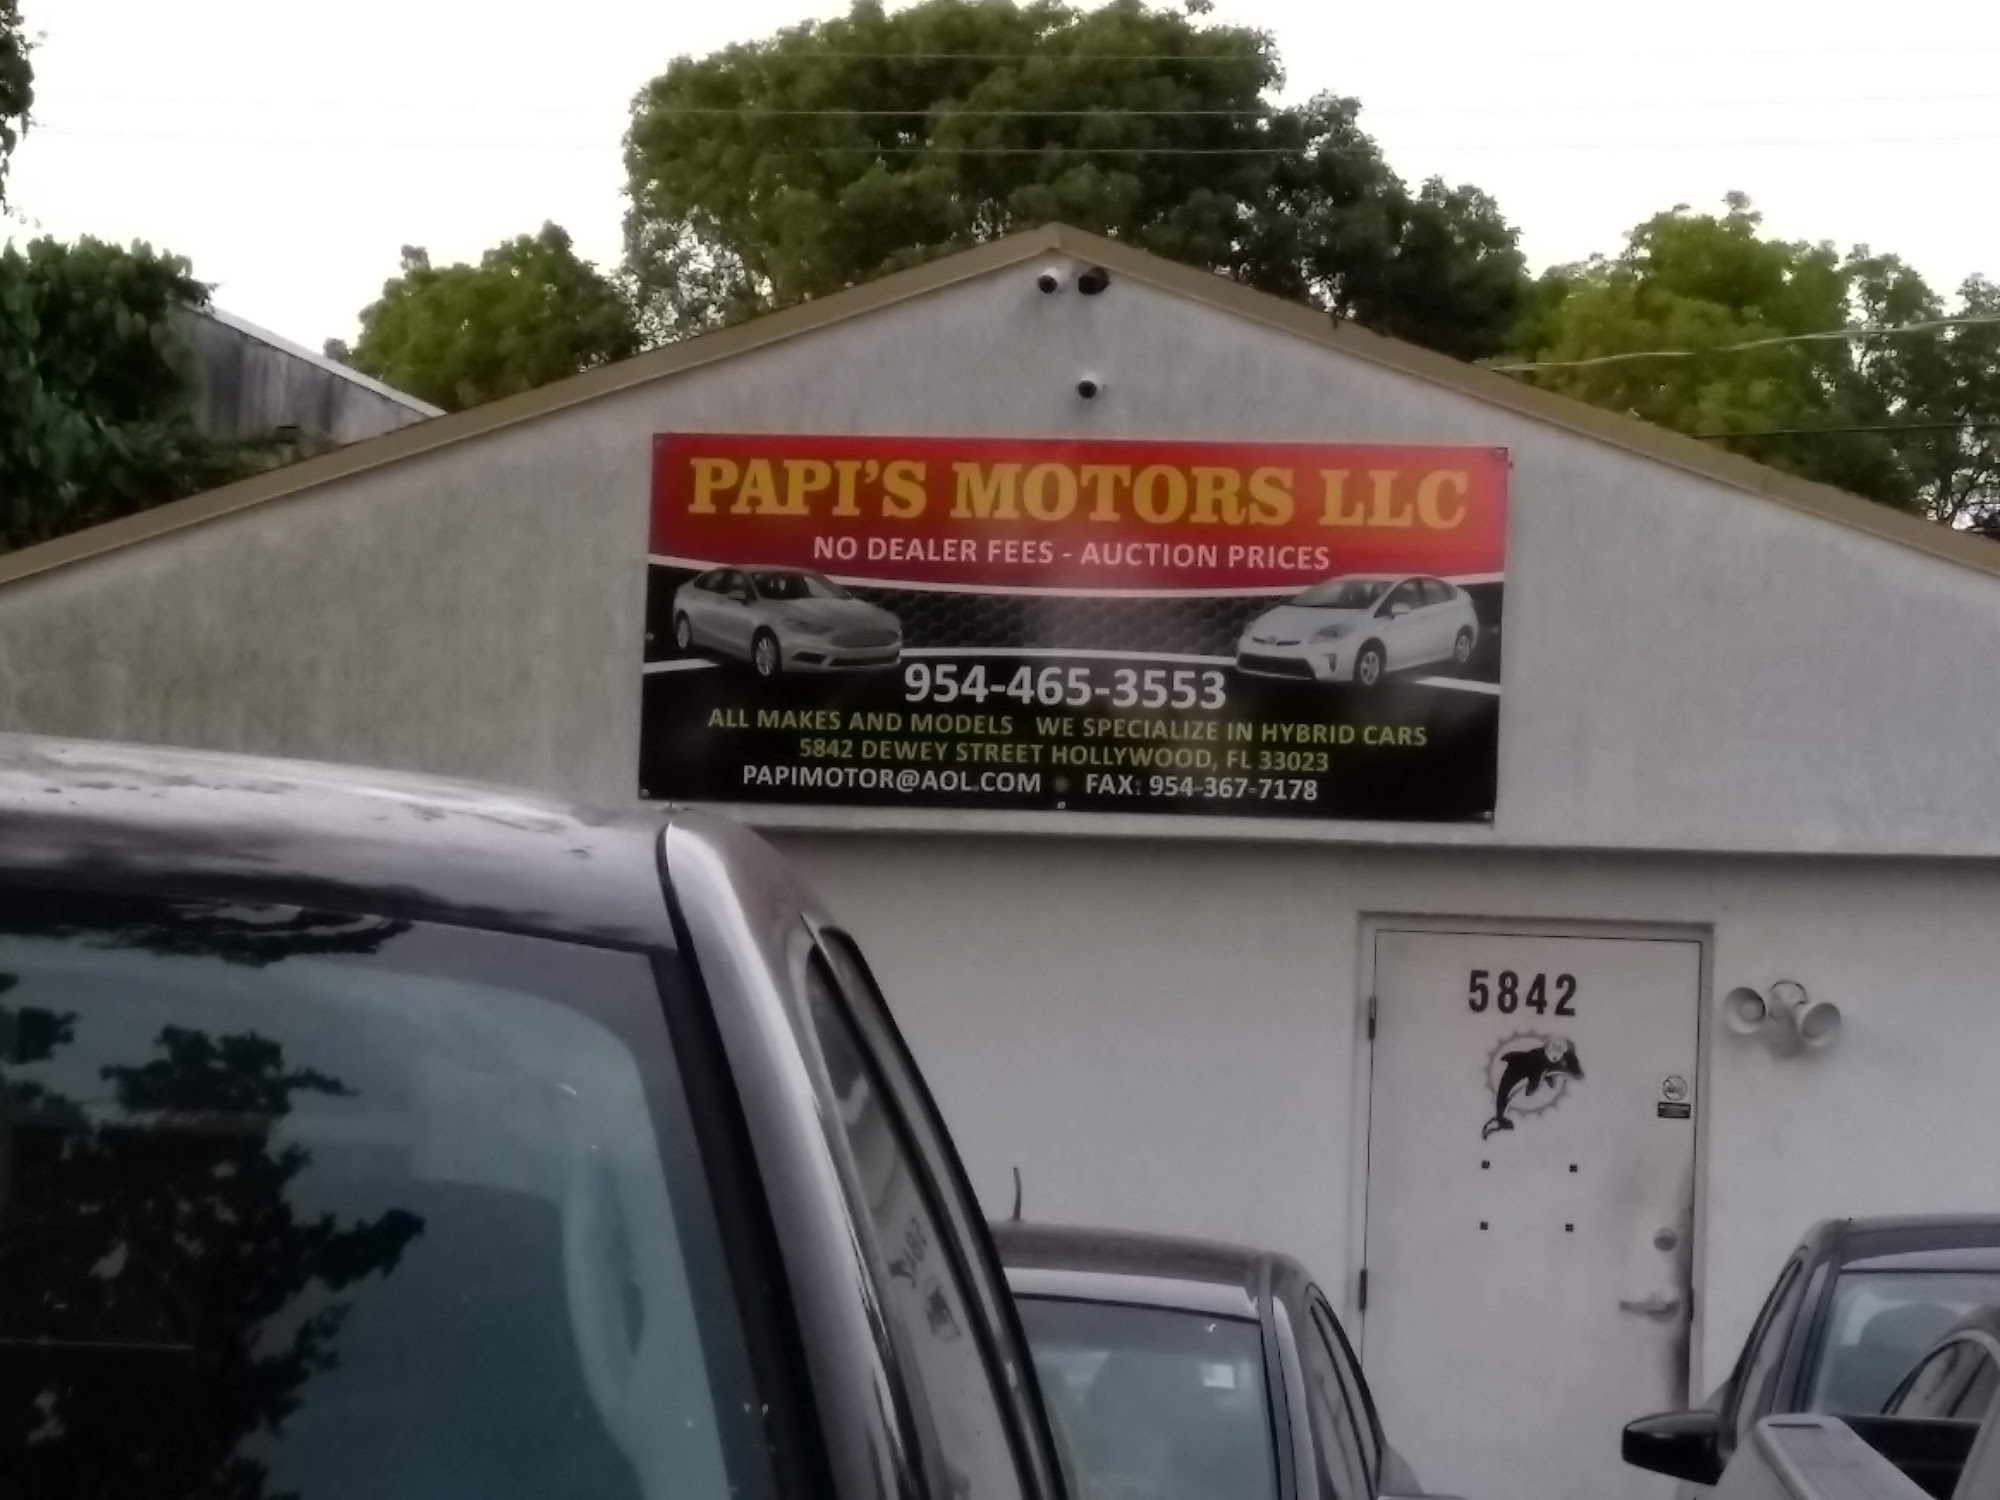 PAPI'S MOTORS LLC
NO DEALER FEES - AUCTION PRICES
954-465-3553
ALL MAKES AND MODELS WE SPECIALIZE IN HYBRID CARS
5842 DEWEY STREET HOLLYWOOD, FL 33023
PAPIMOTOR@AOL.COM • FAX: 954-367-7178
5842